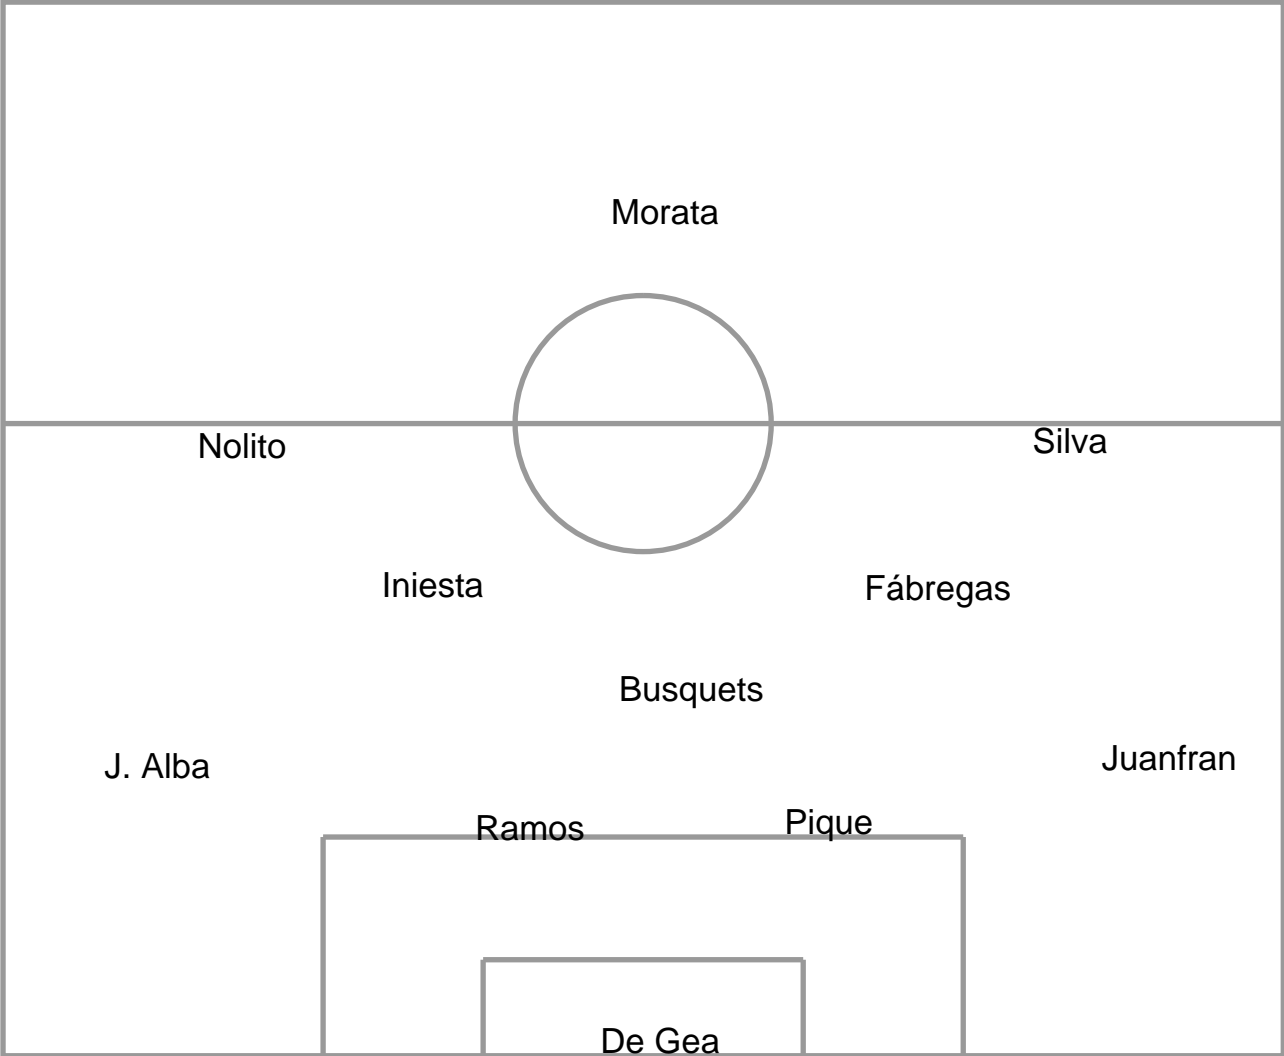 Morata
Nolito
Silva
Iniesta
Fábregas
Busquets
J. Alba
Juanfran
Ramos
Pique
De Gea